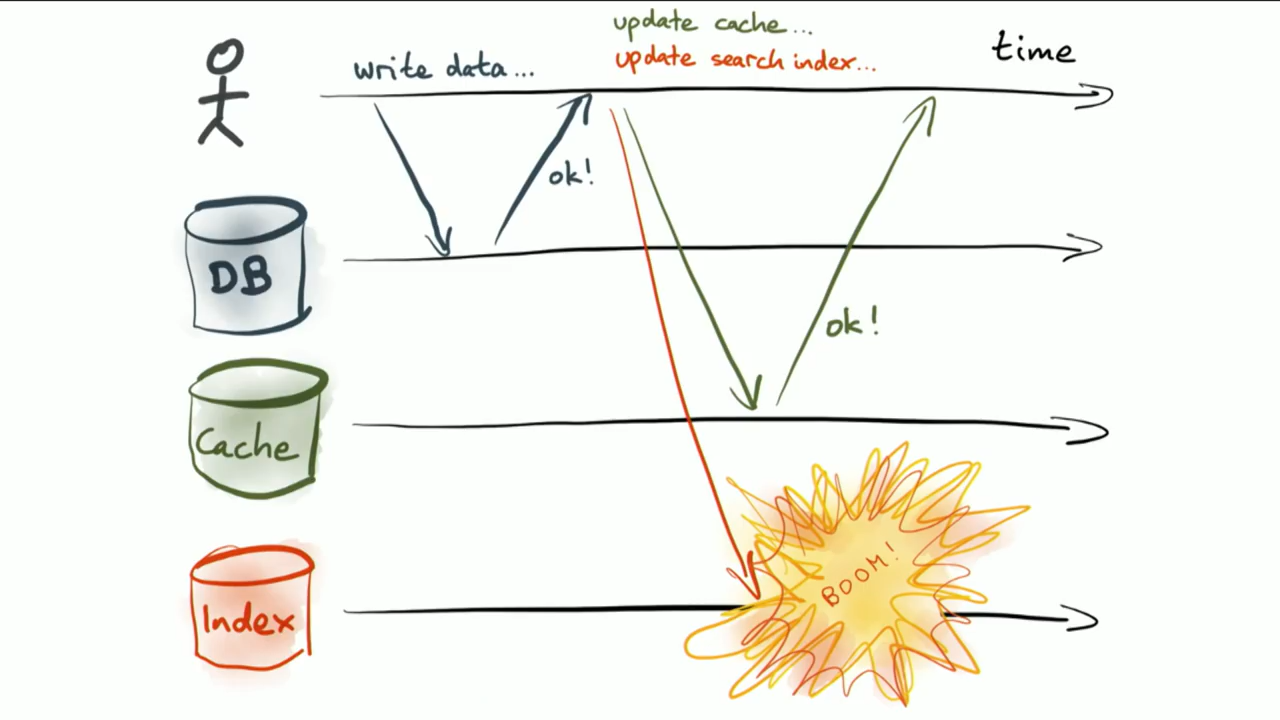 update cache...
update search index...
time
write data...
ok!
DB
ok!
Cache
BOOM!
Index